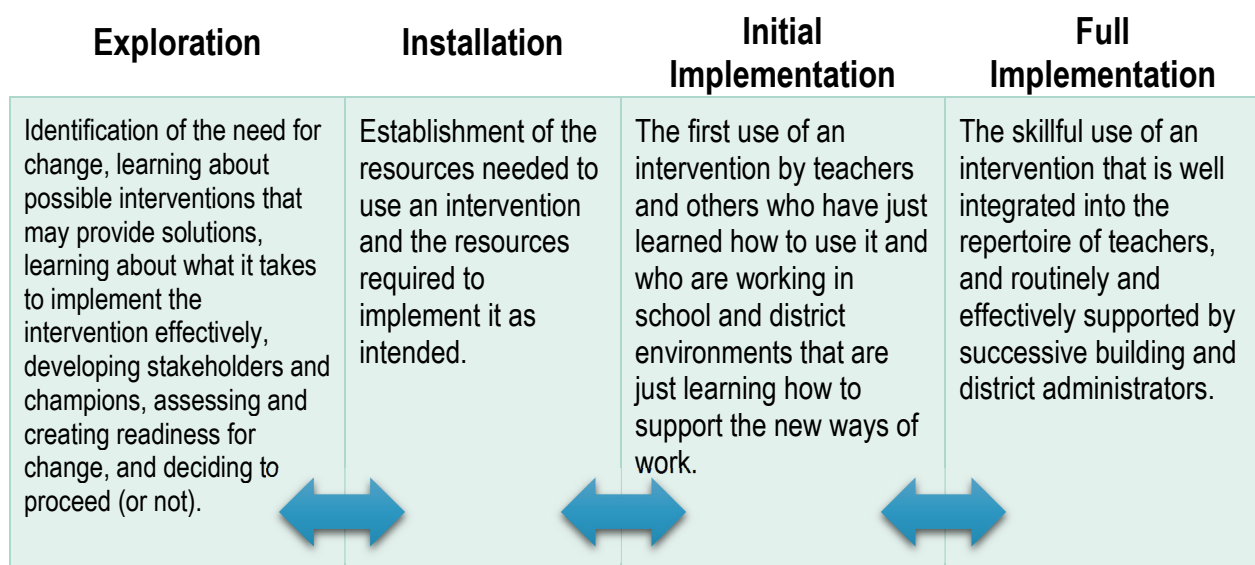 Exploration
Installation
Initial
Implementation
Full
Implementation
Identification of the need for
change, learning about
possible interventions that
may provide solutions,
learning about what it takes
to implement the
intervention effectively,
developing stakeholders and
champions, assessing and
creating readiness for
change, and deciding to
proceed (or not).
Establishment of the
resources needed to
use an intervention
and the resources
required to
implement it as
intended.
The first use of an
intervention by teachers
and others who have just
learned how to use it and
who are working in
school and district
environments that are
just learning how to
support the new ways of
work.
The skillful use of an
intervention that is well
integrated into the
repertoire of teachers,
and routinely and
effectively supported by
successive building and
district administrators.